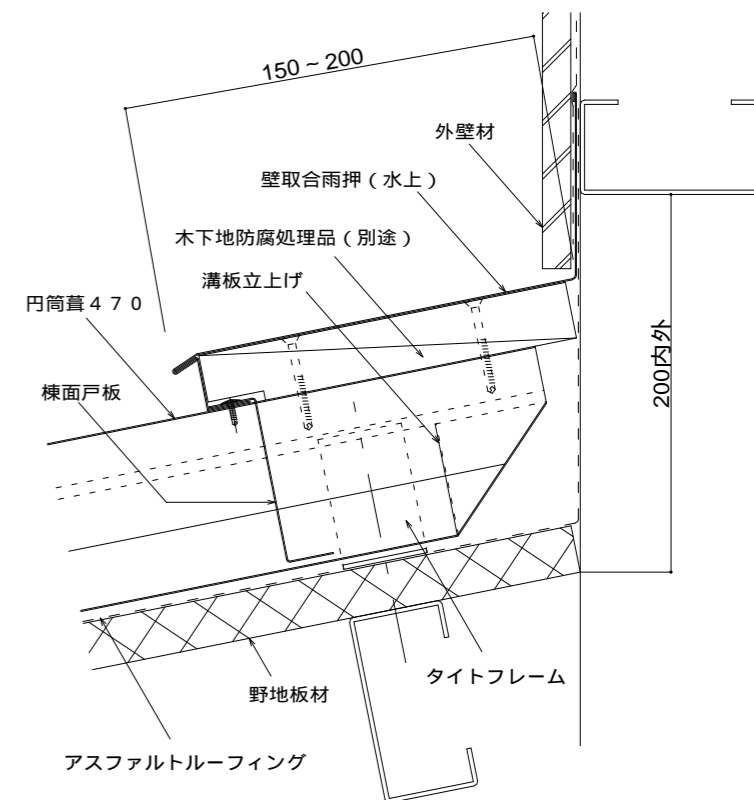 150～200
外壁材
壁取合雨押（水上）
木下地防腐処理品（別途）
溝板立上げ
円筒葺４７０
200内外
棟面戸板
タイトフレーム
野地板材
アスファルトルーフィング